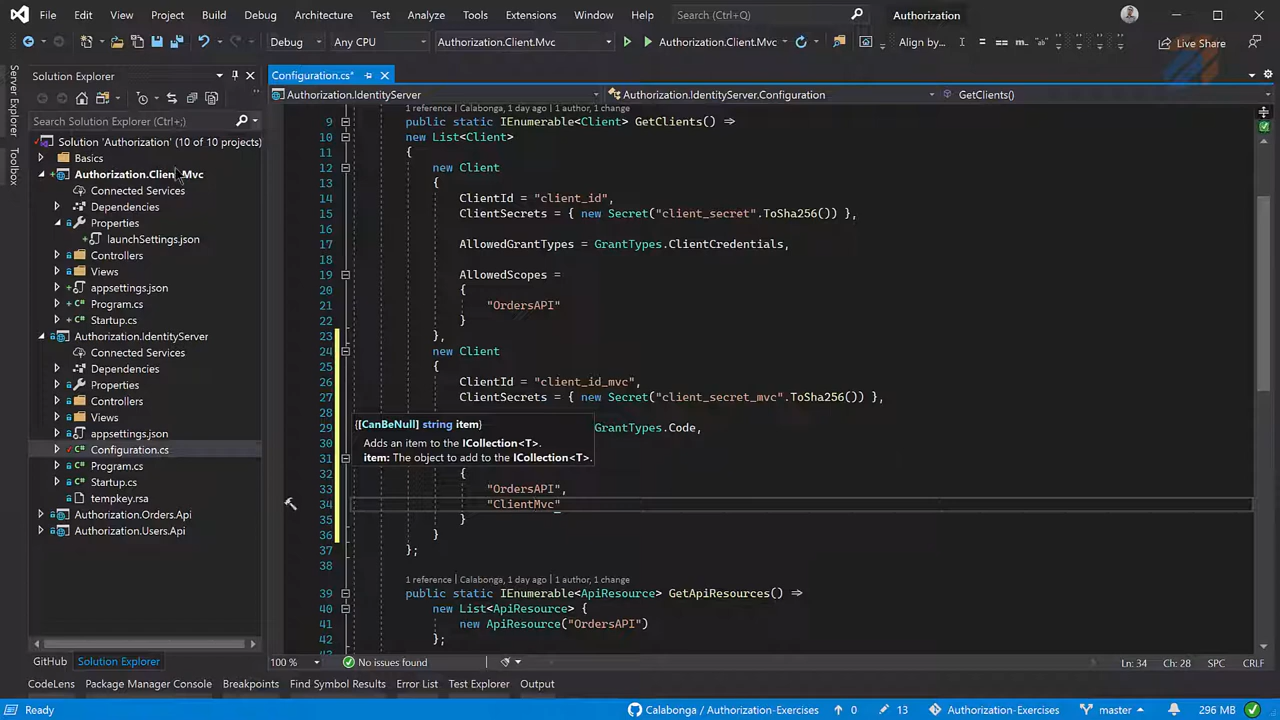 File Edit View Project Build Debug Architecture Test Analyze Tools Extensions Window Help Search (Ctrl+Q) Authorization
Debug Any CPU Authorization.Client.Mvc Authorization.Client.Mvc Align by... Live Share
Server Explorer
Toolbox
Solution Explorer
Search Solution Explorer (Ctrl+;)
Solution 'Authorization' (10 of 10 projects)
Basics
Authorization.Client.Mvc
Connected Services
Dependencies
Properties
launchSettings.json
Controllers
Views
appsettings.json
Program.cs
Startup.cs
Authorization.IdentityServer
Connected Services
Dependencies
Properties
Controllers
Views
appsettings.json
Configuration.cs
Program.cs
Startup.cs
tempkey.rsa
Authorization.Orders.Api
Authorization.Users.Api
GitHub Solution Explorer
Configuration.cs*
Authorization.IdentityServer Authorization.IdentityServer.Configuration GetClients()
1 reference | Calabonga, 1 day ago | 1 author, 1 change
9 public static IEnumerable<Client> GetClients() =>
10 new List<Client>
11 {
12 new Client
13 {
14 ClientId = "client_id",
15 ClientSecrets = { new Secret("client_secret".ToSha256()) },
16
17 AllowedGrantTypes = GrantTypes.ClientCredentials,
18
19 AllowedScopes =
20 {
21 "OrdersAPI"
22 }
23 },
24 new Client
25 {
26 ClientId = "client_id_mvc",
27 ClientSecrets = { new Secret("client_secret_mvc".ToSha256()) },
28
{[CanBeNull] string item}
29 GrantTypes.Code,
Adds an item to the ICollection<T>.
30
item: The object to add to the ICollection<T>.
31
32 {
33 "OrdersAPI",
34 "ClientMvc"
35 }
36 }
37 };
38
1 reference | Calabonga, 1 day ago | 1 author, 1 change
39 public static IEnumerable<ApiResource> GetApiResources() =>
40 new List<ApiResource> {
41 new ApiResource("OrdersAPI")
42 };
100 % No issues found Ln: 34 Ch: 28 SPC CRLF
CodeLens Package Manager Console Breakpoints Find Symbol Results Error List Test Explorer Output
Ready Calabonga / Authorization-Exercises 0 13 Authorization-Exercises master 296 MB